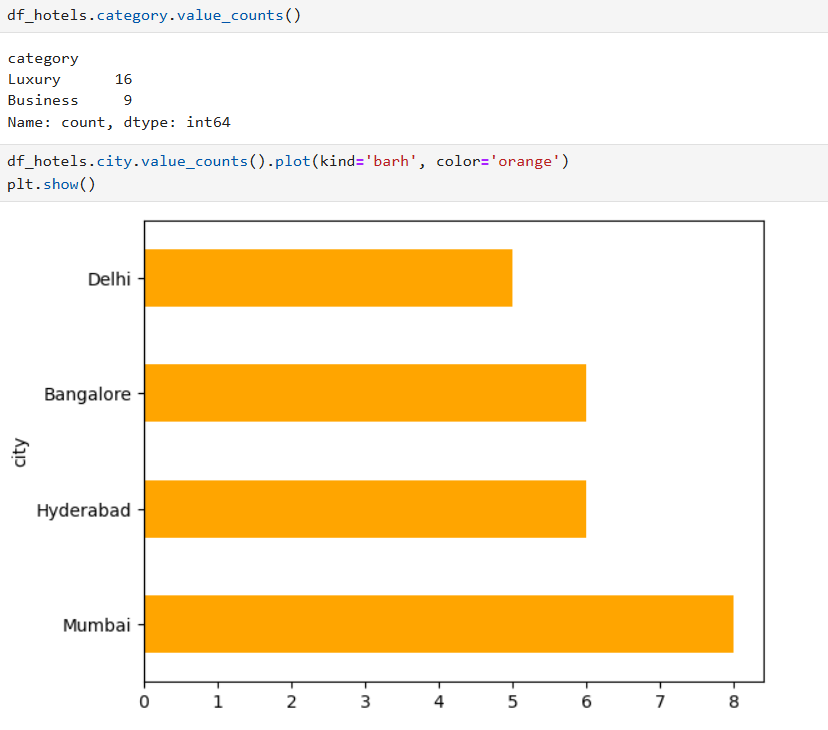 df_hotels.category.value_counts()
category
Luxury      16
Business     9
Name: count, dtype: int64
df_hotels.city.value_counts().plot(kind='barh', color='orange')
plt.show()
Delhi
Bangalore
city
Hyderabad
Mumbai
0 1 2 3 4 5 6 7 8